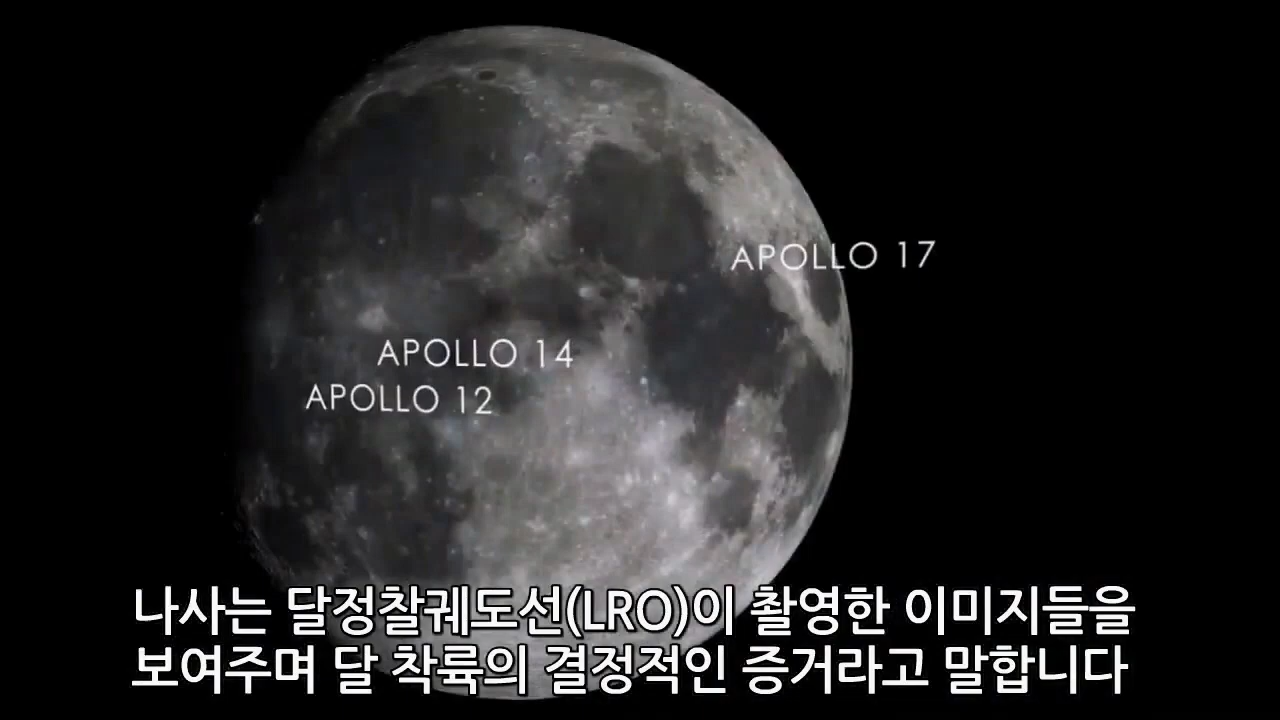 APOLLO 17
APOLLO 14
APOLLO 12
나사는 달정찰궤도선(LRO)이 촬영한 이미지들을
보여주며 달 착륙의 결정적인 증거라고 말합니다